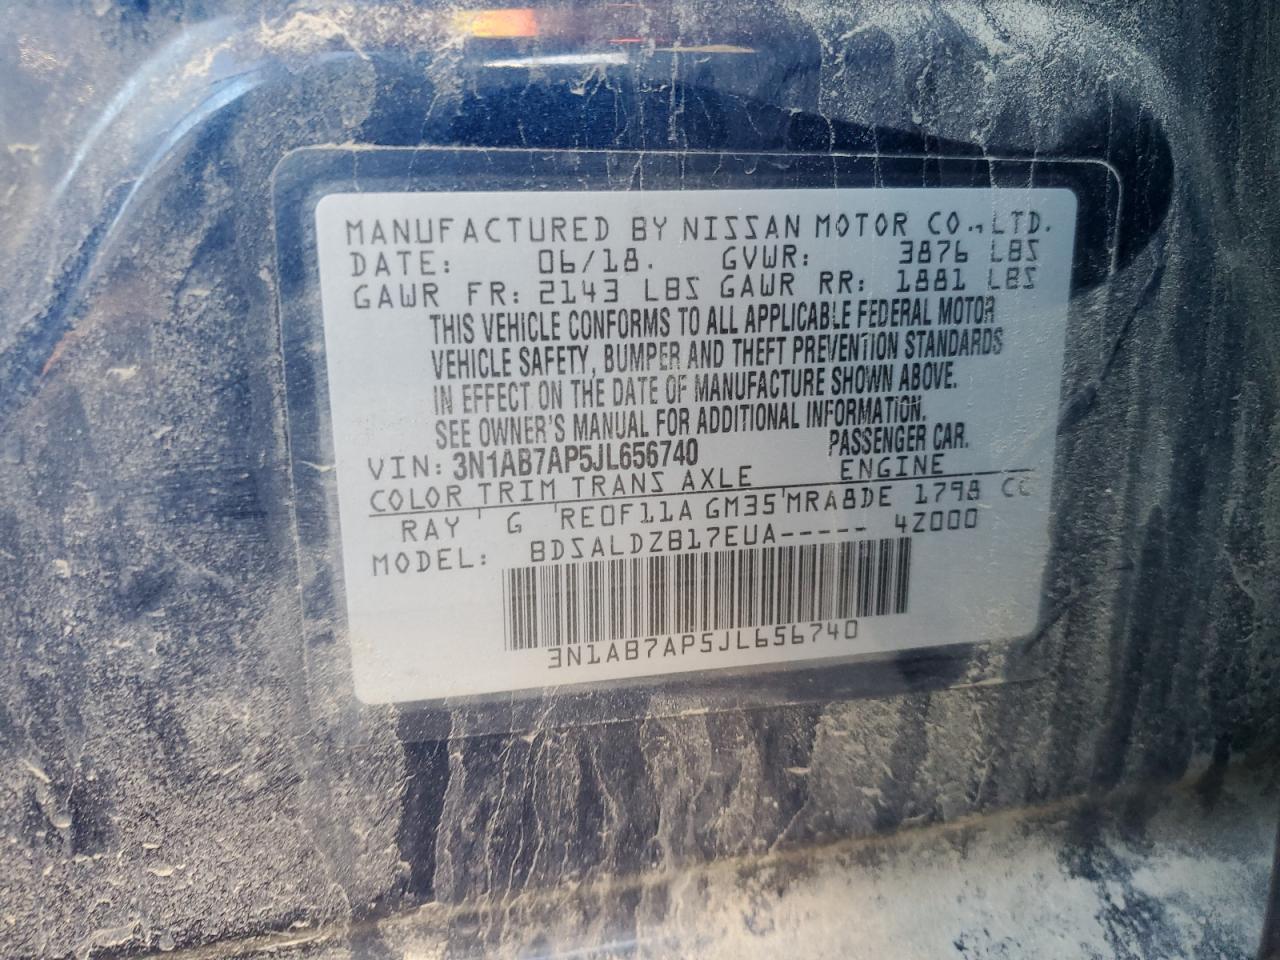 MANUFACTURED BY NISSAN MOTOR CO., LTD.
DATE: 06/18. GVWR: 3876 LBS
GAWR FR: 2143 LBS GAWR RR: 1881 LBS
THIS VEHICLE CONFORMS TO ALL APPLICABLE FEDERAL MOTOR
VEHICLE SAFETY, BUMPER AND THEFT PREVENTION STANDARDS
IN EFFECT ON THE DATE OF MANUFACTURE SHOWN ABOVE.
SEE OWNER'S MANUAL FOR ADDITIONAL INFORMATION.
VIN: 3N1AB7AP5JL656740 PASSENGER CAR.
COLOR TRIM TRANS AXLE ENGINE
RAY G RE0F11A GM35 MRA8DE 1798 CC
MODEL: BDSALDZB17EUA----- 4Z000
3N1AB7AP5JL656740